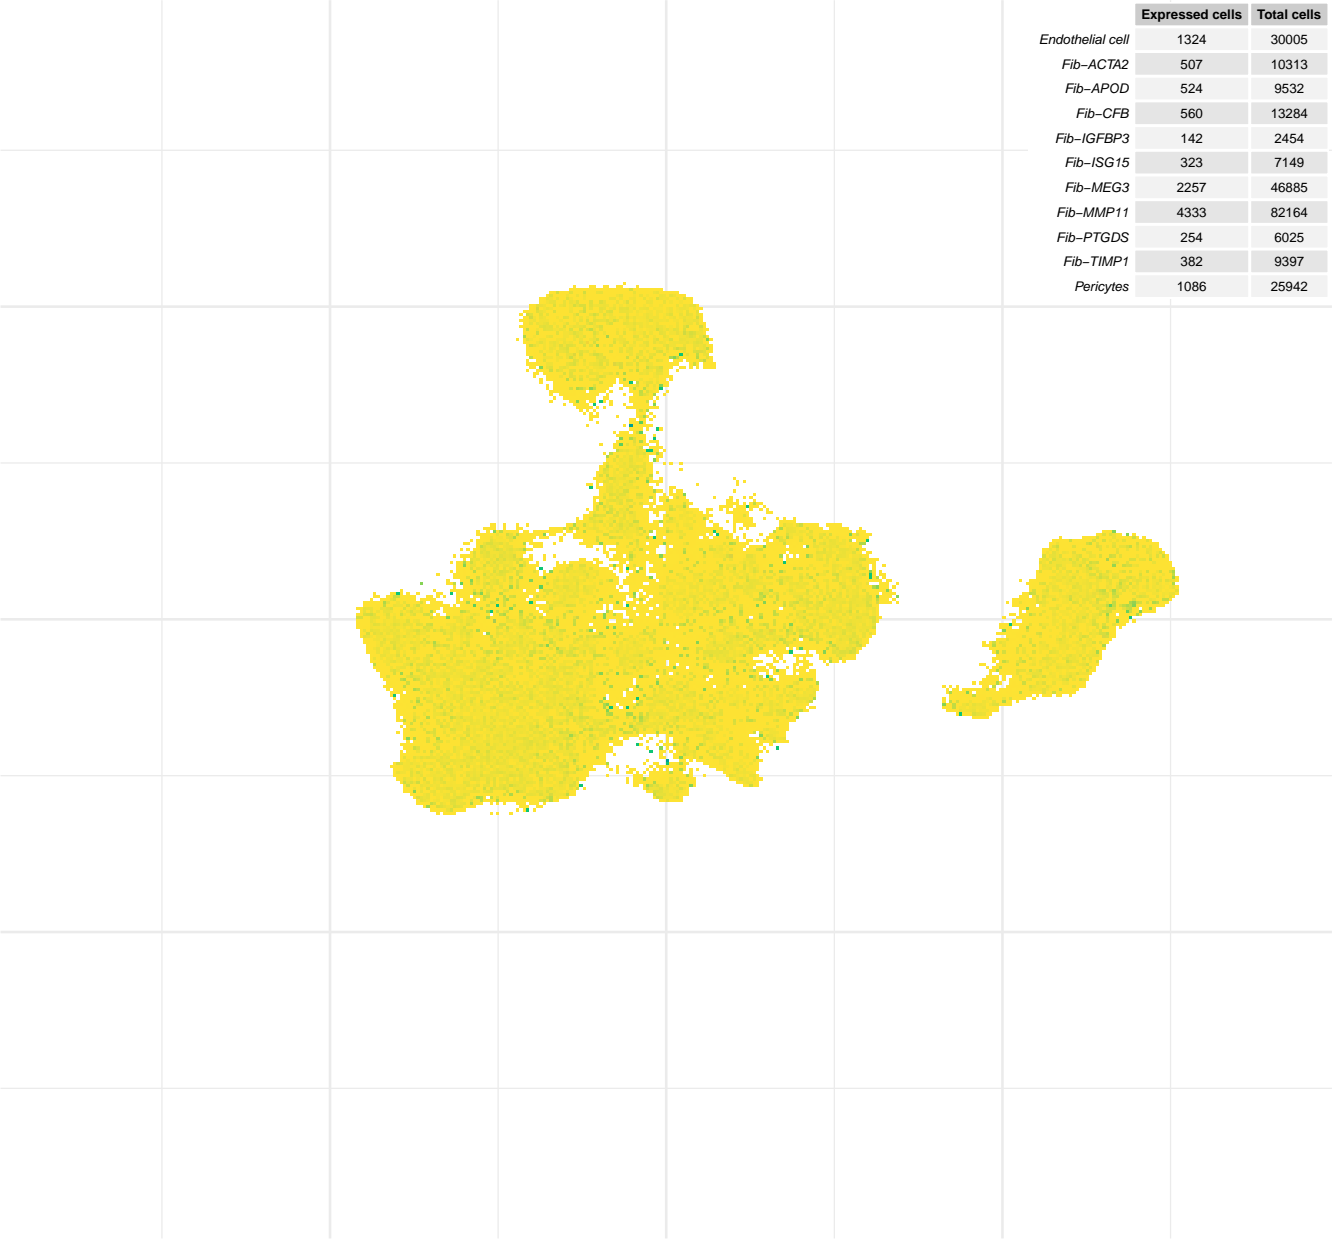 Expressed cells Total cells
Endothelial cell 1324 30005
Fib−ACTA2 507 10313
Fib−APOD 524 9532
Fib−CFB 560 13284
Fib−IGFBP3 142 2454
Fib−ISG15 323 7149
Fib−MEG3 2257 46885
Fib−MMP11 4333 82164
Fib−PTGDS 254 6025
Fib−TIMP1 382 9397
Pericytes 1086 25942